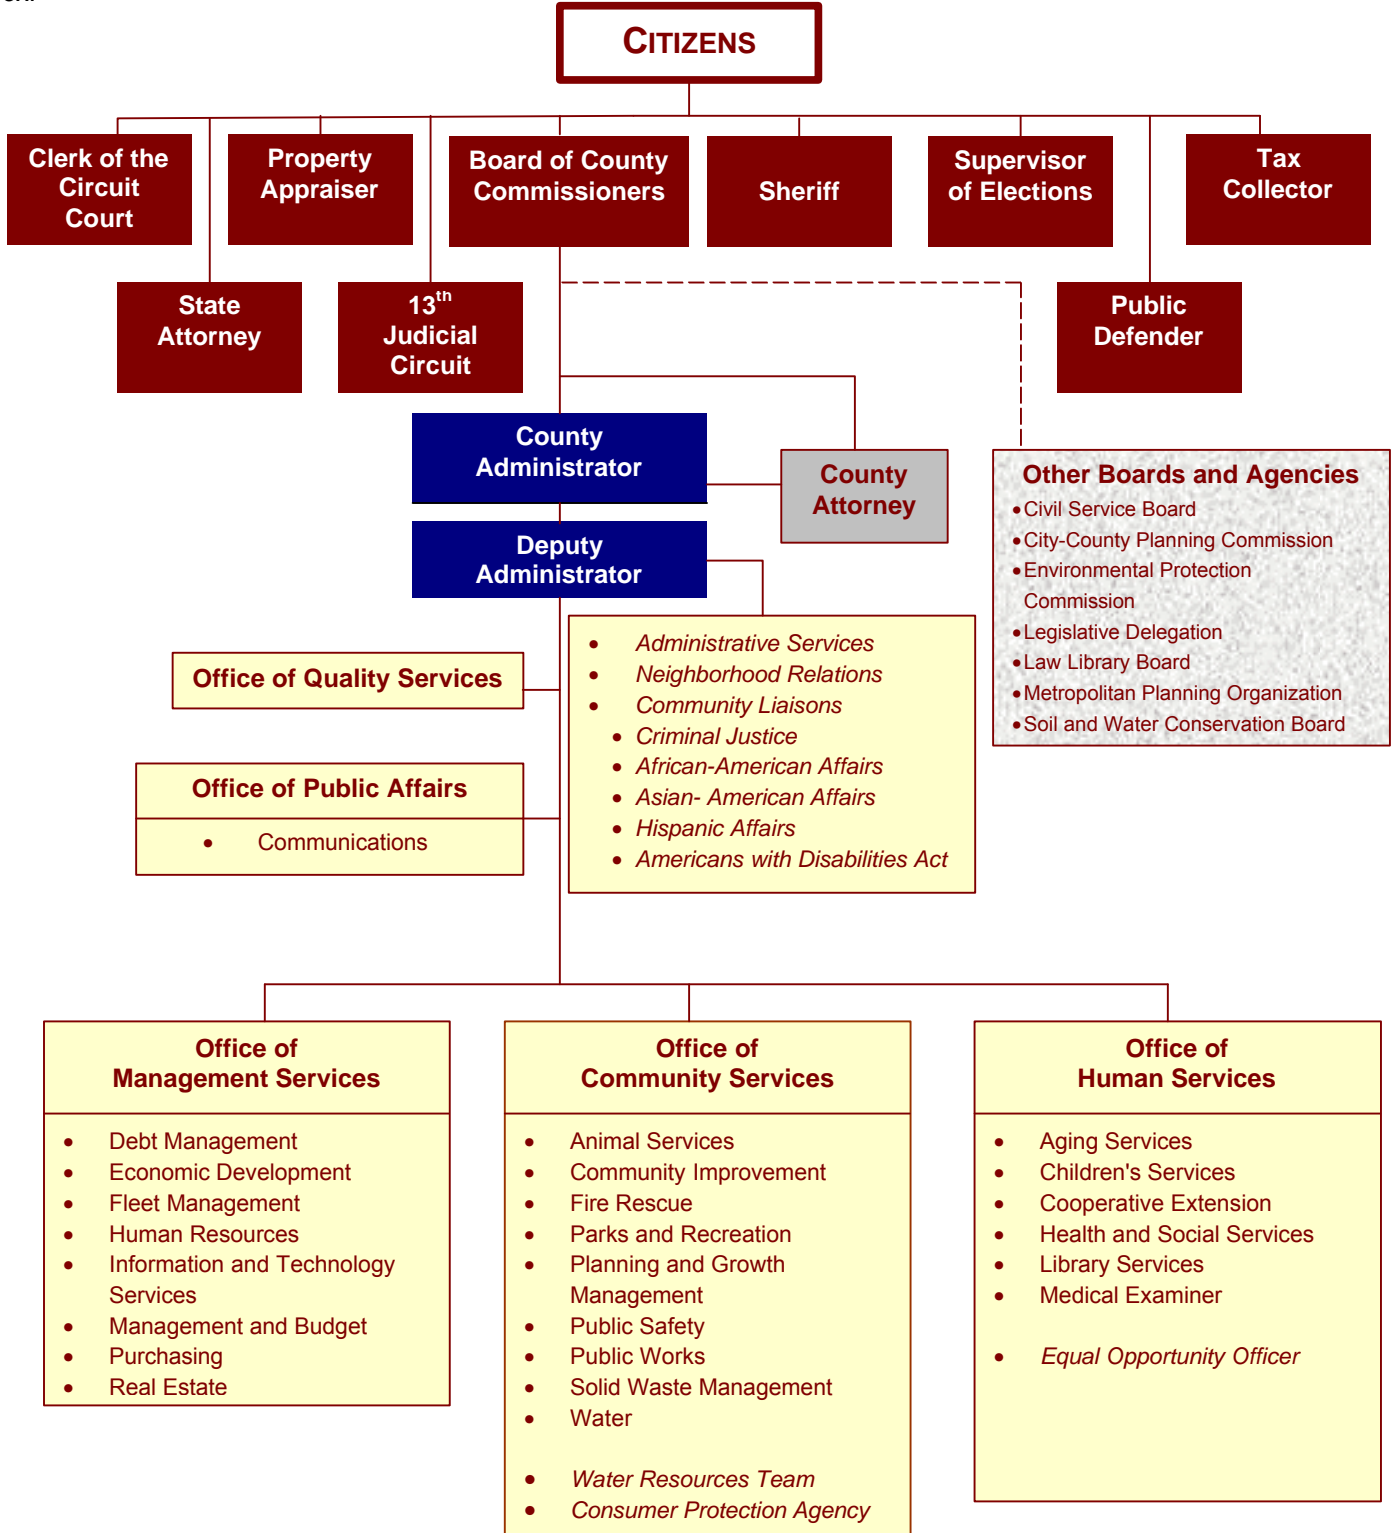 CITIZENS
Clerk of the
Circuit
Court
Property
Appraiser
Board of County
Commissioners
Sheriff
Supervisor
of Elections
Tax
Collector
State
Attorney
13th
Judicial
Circuit
Public
Defender
County
Administrator
County
Attorney
Deputy
Administrator
Other Boards and Agencies
• Civil Service Board
• City-County Planning Commission
• Environmental Protection
Commission
• Legislative Delegation
• Law Library Board
• Metropolitan Planning Organization
• Soil and Water Conservation Board
• Administrative Services
• Neighborhood Relations
• Community Liaisons
• Criminal Justice
• African-American Affairs
• Asian- American Affairs
• Hispanic Affairs
• Americans with Disabilities Act
Office of Quality Services
Office of Public Affairs
• Communications
Office of
Management Services
• Debt Management
• Economic Development
• Fleet Management
• Human Resources
• Information and Technology
Services
• Management and Budget
• Purchasing
• Real Estate
Office of
Community Services
• Animal Services
• Community Improvement
• Fire Rescue
• Parks and Recreation
• Planning and Growth
Management
• Public Safety
• Public Works
• Solid Waste Management
• Water
• Water Resources Team
• Consumer Protection Agency
Office of
Human Services
• Aging Services
• Children's Services
• Cooperative Extension
• Health and Social Services
• Library Services
• Medical Examiner
• Equal Opportunity Officer